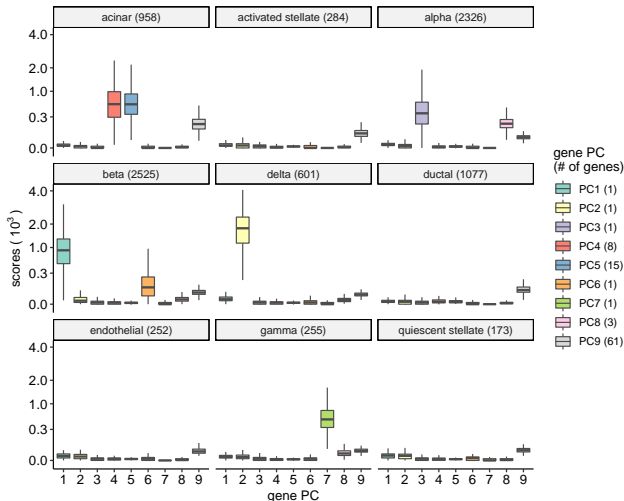 acinar (958)
activated stellate (284)
alpha (2326)
4.0
2.0
1.0
0.3
0.0
beta (2525)
delta (601)
ductal (1077)
4.0
2.0
1.0
0.3
0.0
endothelial (252)
gamma (255)
quiescent stellate (173)
4.0
2.0
1.0
0.3
0.0
scores ( 10³)
1 2 3 4 5 6 7 8 9
1 2 3 4 5 6 7 8 9
1 2 3 4 5 6 7 8 9
gene PC
gene PC
(# of genes)
PC1 (1)
PC2 (1)
PC3 (1)
PC4 (8)
PC5 (15)
PC6 (1)
PC7 (1)
PC8 (3)
PC9 (61)